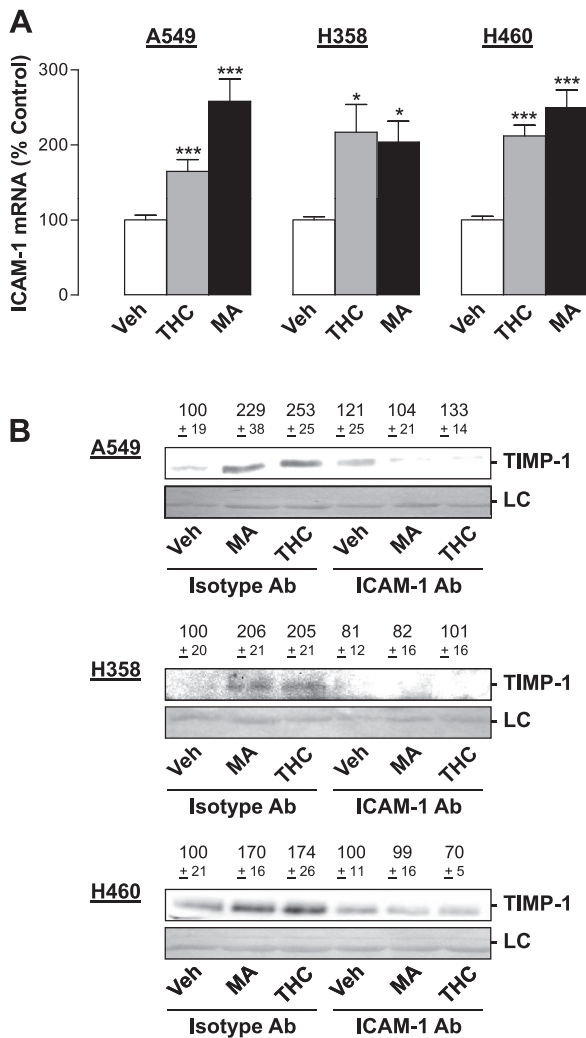 A
A549 H358 H460
ICAM-1 mRNA (% Control)
300
200
100
0
*** *** * * *** ***
Veh THC MA Veh THC MA Veh THC MA
B
100 229 253 121 104 133
± 19 ± 38 ± 25 ± 25 ± 21 ± 14
A549
TIMP-1
LC
Veh MA THC Veh MA THC
Isotype Ab ICAM-1 Ab
100 206 205 81 82 101
± 20 ± 21 ± 21 ± 12 ± 16 ± 16
H358
TIMP-1
LC
Veh MA THC Veh MA THC
Isotype Ab ICAM-1 Ab
100 170 174 100 99 70
± 21 ± 16 ± 26 ± 11 ± 16 ± 5
H460
TIMP-1
LC
Veh MA THC Veh MA THC
Isotype Ab ICAM-1 Ab